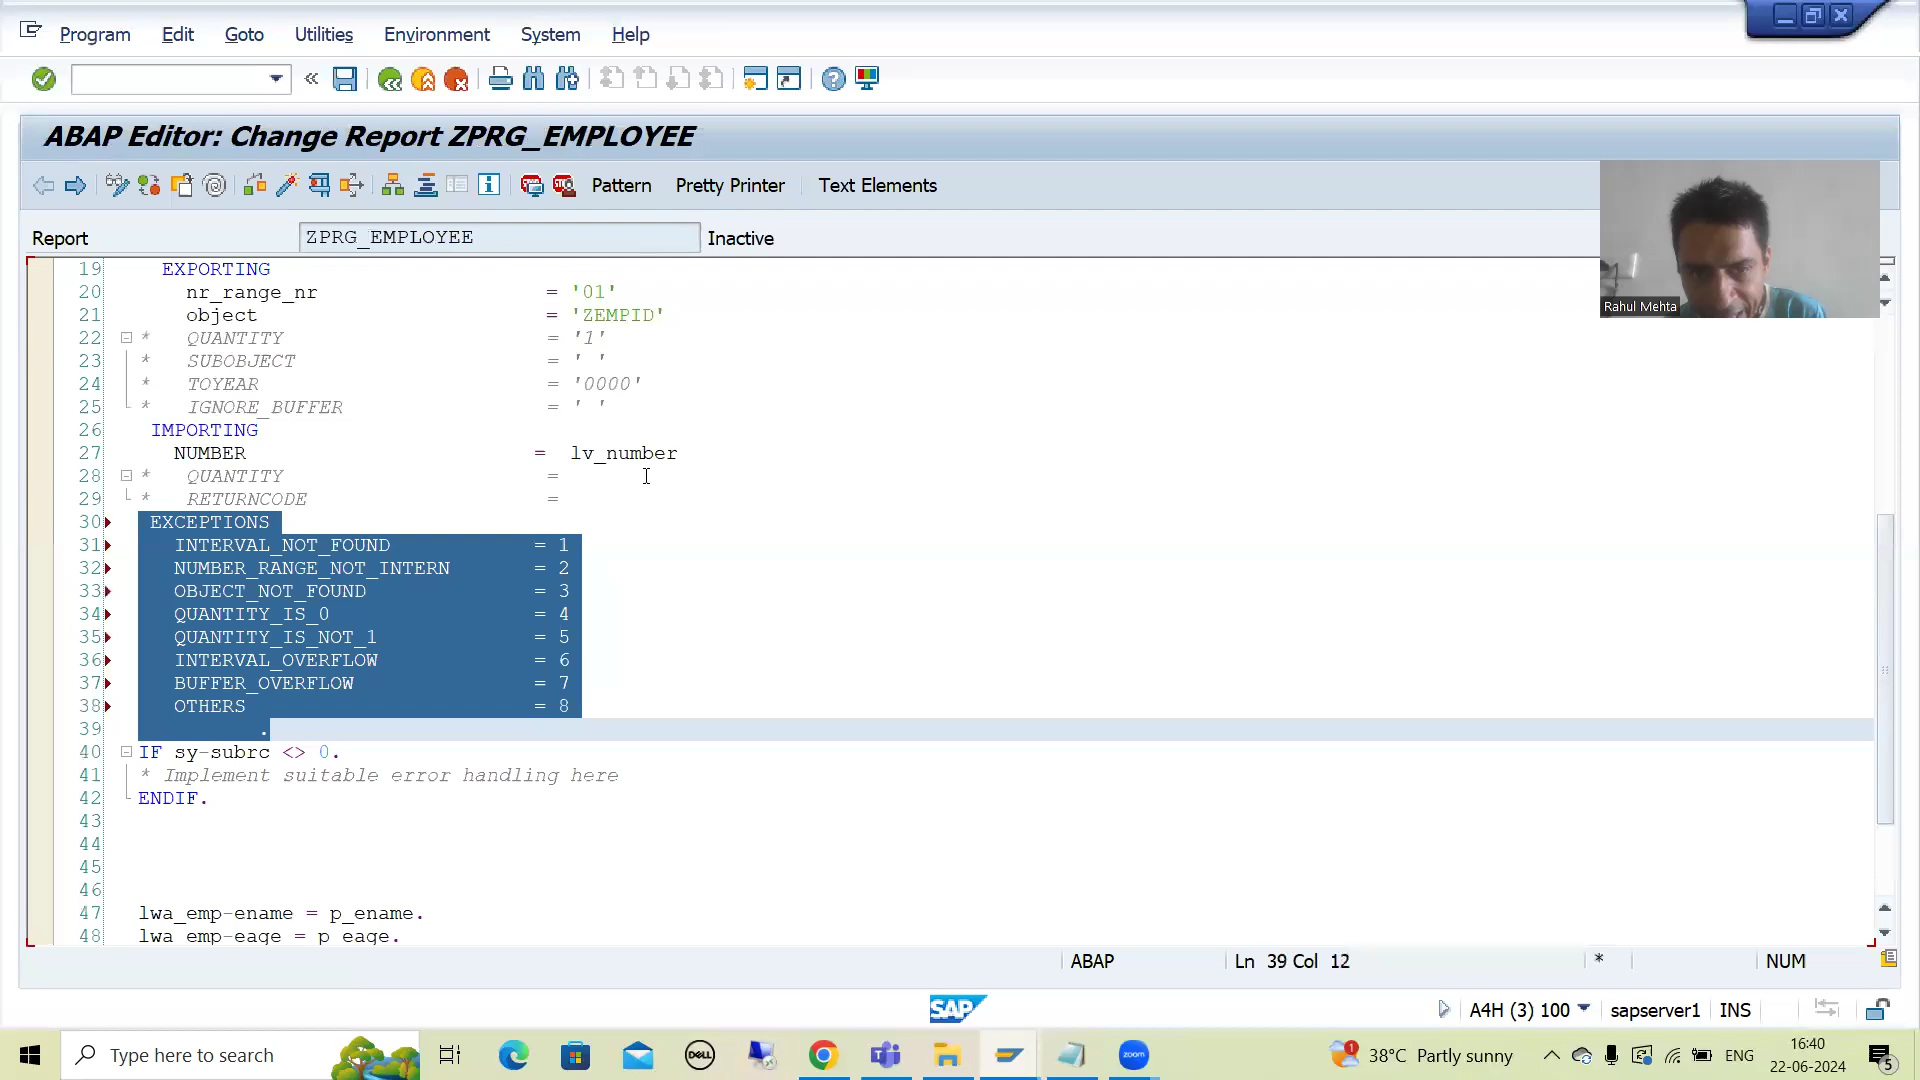 Program Edit Goto Utilities Environment System Help
«
ABAP Editor: Change Report ZPRG_EMPLOYEE
Pattern Pretty Printer Text Elements
Report ZPRG_EMPLOYEE Inactive
Rahul Mehta
19 EXPORTING
20 nr_range_nr = '01'
21 object = 'ZEMPID'
22 * QUANTITY = '1'
23 * SUBOBJECT = ' '
24 * TOYEAR = '0000'
25 * IGNORE_BUFFER = ' '
26 IMPORTING
27 NUMBER = lv_number
28 * QUANTITY =
29 * RETURNCODE =
30 EXCEPTIONS
31 INTERVAL_NOT_FOUND = 1
32 NUMBER_RANGE_NOT_INTERN = 2
33 OBJECT_NOT_FOUND = 3
34 QUANTITY_IS_0 = 4
35 QUANTITY_IS_NOT_1 = 5
36 INTERVAL_OVERFLOW = 6
37 BUFFER_OVERFLOW = 7
38 OTHERS = 8
39 .
40 IF sy-subrc <> 0.
41 * Implement suitable error handling here
42 ENDIF.
43
44
45
46
47 lwa_emp-ename = p_ename.
48 lwa_emp-eage = p_eage.
ABAP Ln 39 Col 12 * NUM
SAP A4H (3) 100 sapserver1 INS
Type here to search DELL zoom 1 38°C Partly sunny ENG 16:40
22-06-2024 5